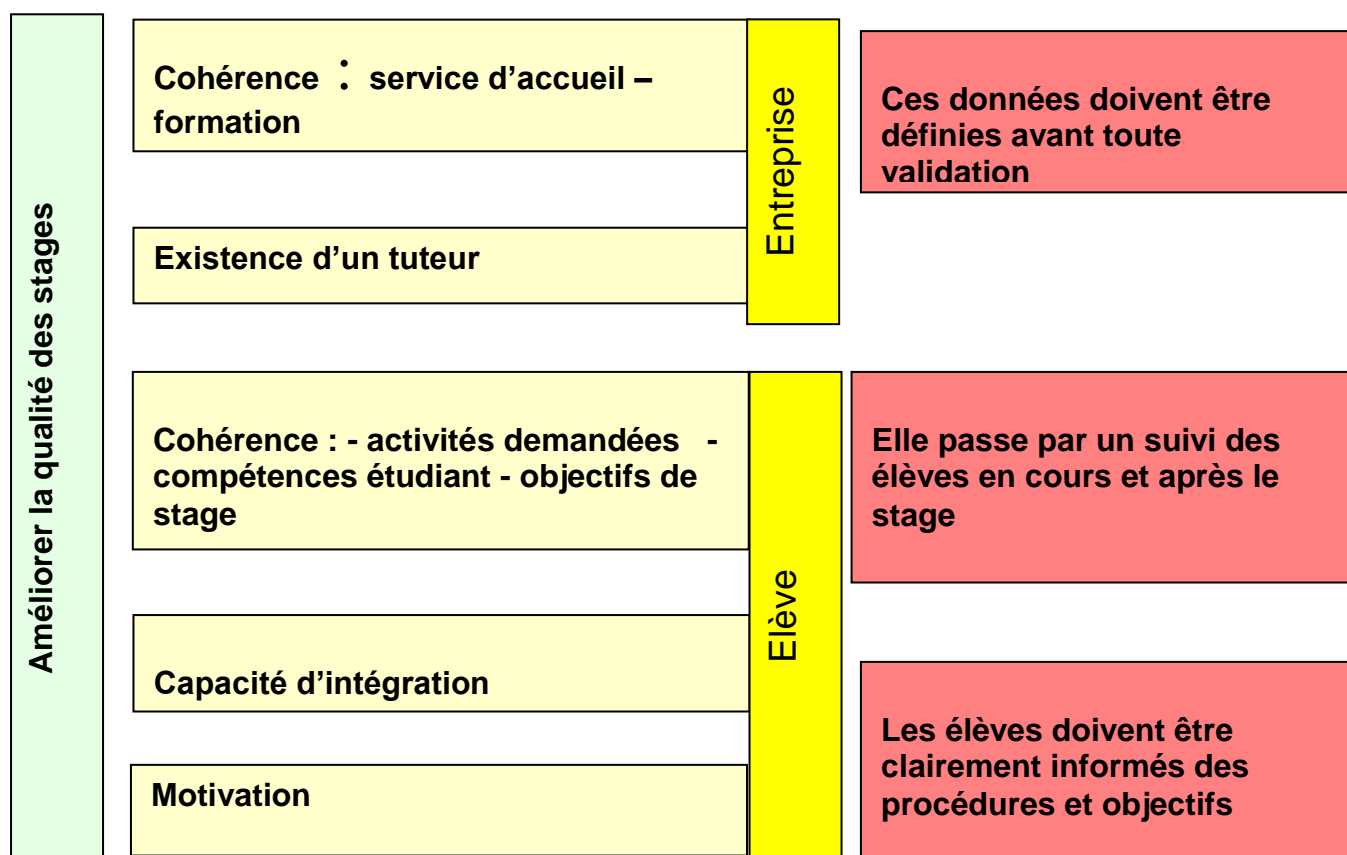 Améliorer la qualité des stages
Cohérence : service d’accueil –
formation
Existence d’un tuteur
Entreprise
Ces données doivent être
définies avant toute
validation
Cohérence : - activités demandées -
compétences étudiant - objectifs de
stage
Capacité d’intégration
Motivation
Elève
Elle passe par un suivi des
élèves en cours et après le
stage
Les élèves doivent être
clairement informés des
procédures et objectifs